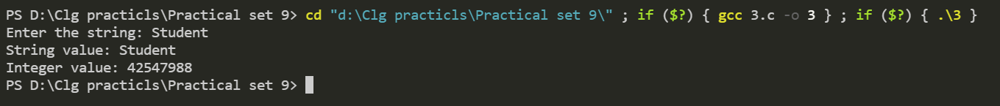 PS D:\Clg practicls\Practical set 9> cd "d:\Clg practicls\Practical set 9\" ; if ($?) { gcc 3.c -o 3 } ; if ($?) { .\3 }
Enter the string: Student
String value: Student
Integer value: 42547988
PS D:\Clg practicls\Practical set 9>